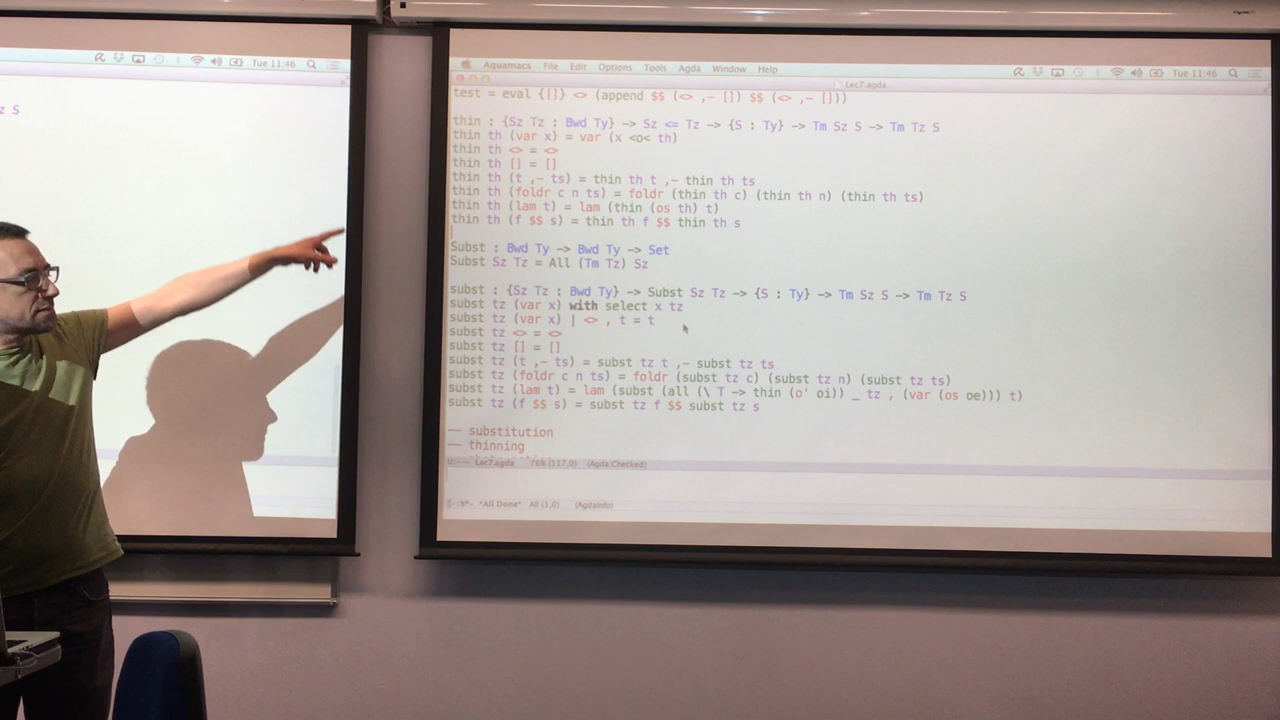 Tue 11:46
z S
Aquamacs File Edit Options Tools Agda Window Help Tue 11:46
Lec7.agda
test = eval {[]} <> (append $$ (<> ,- []) $$ (<> ,- []))
thin : {Sz Tz : Bwd Ty} -> Sz <= Tz -> {S : Ty} -> Tm Sz S -> Tm Tz S
thin th (var x) = var (x <o< th)
thin th <> = <>
thin th [] = []
thin th (t ,- ts) = thin th t ,- thin th ts
thin th (foldr c n ts) = foldr (thin th c) (thin th n) (thin th ts)
thin th (lam t) = lam (thin (os th) t)
thin th (f $$ s) = thin th f $$ thin th s
Subst : Bwd Ty -> Bwd Ty -> Set
Subst Sz Tz = All (Tm Tz) Sz
subst : {Sz Tz : Bwd Ty} -> Subst Sz Tz -> {S : Ty} -> Tm Sz S -> Tm Tz S
subst tz (var x) with select x tz
subst tz (var x) | <> , t = t
subst tz <> = <>
subst tz [] = []
subst tz (t ,- ts) = subst tz t ,- subst tz ts
subst tz (foldr c n ts) = foldr (subst tz c) (subst tz n) (subst tz ts)
subst tz (lam t) = lam (subst (all (\ T -> thin (o' oi)) _ tz , (var (os oe))) t)
subst tz (f $$ s) = subst tz f $$ subst tz s
-- substitution
-- thinning
U:--- Lec7.agda 76% (117,0) (Agda:Checked)
*All Done* All (1,0) (AgdaInfo)